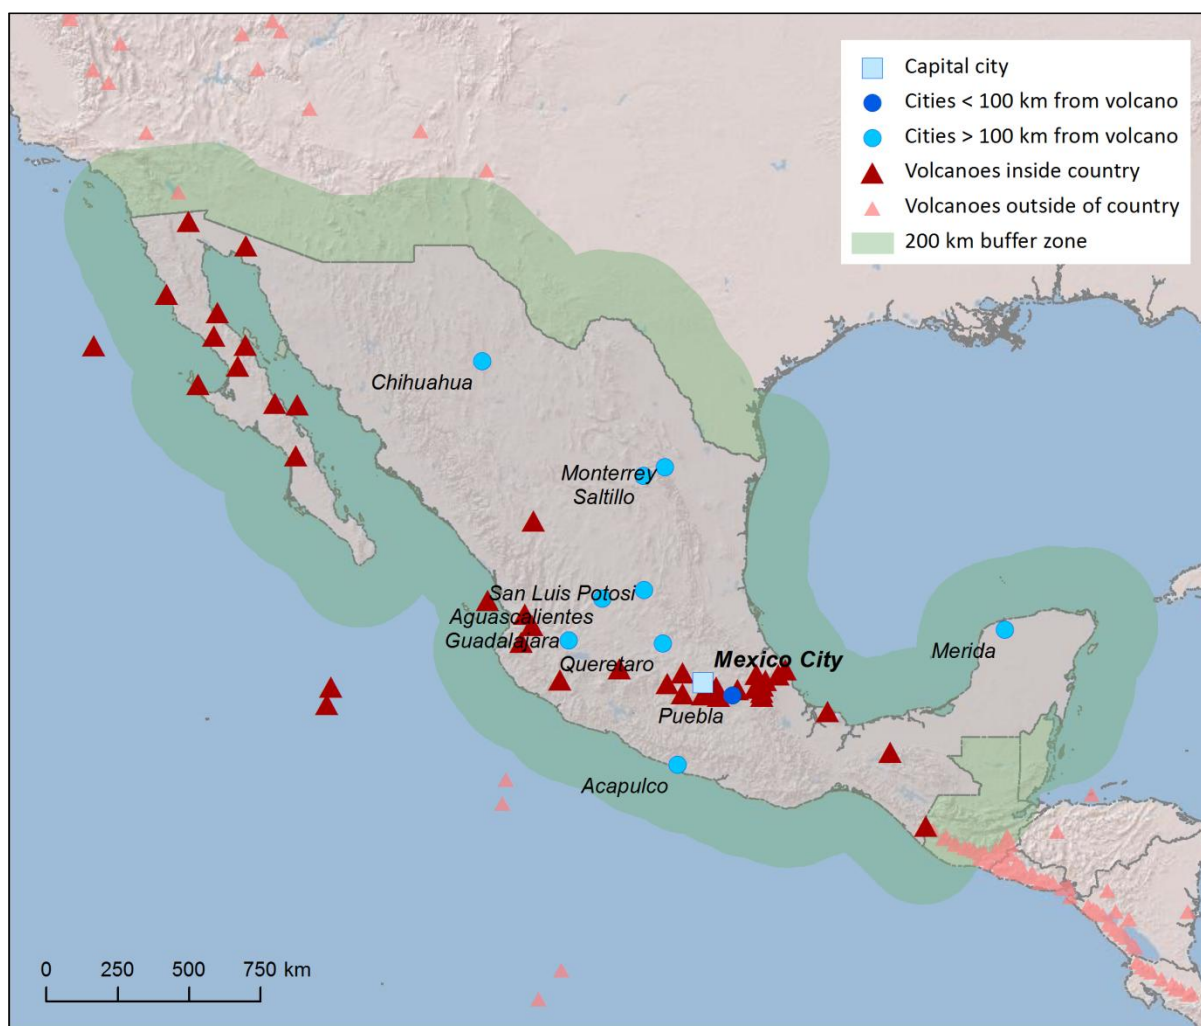 Capital city
Cities < 100 km from volcano
Cities > 100 km from volcano
Volcanoes inside country
Volcanoes outside of country
200 km buffer zone
Chihuahua
Monterrey
Saltillo
San Luis Potosi
Aguascalientes
Guadalajara
Queretaro
Mexico City
Merida
Puebla
Acapulco
0 250 500 750 km